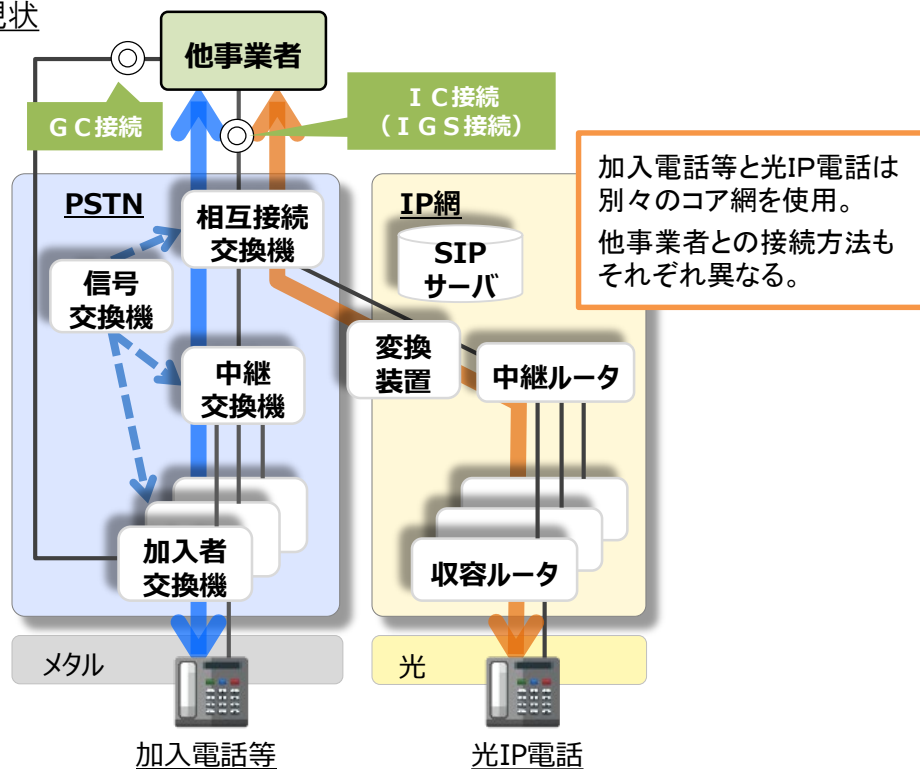 現状
他事業者
GC接続
IC接続
(IGS接続)
加入電話等と光IP電話は
別々のコア網を使用。
他事業者との接続方法も
それぞれ異なる。
PSTN
相互接続
交換機
信号
交換機
中継
交換機
加入者
交換機
IP網
SIP
サーバ
変換
装置
中継ルータ
収容ルータ
メタル
光
加入電話等
光IP電話